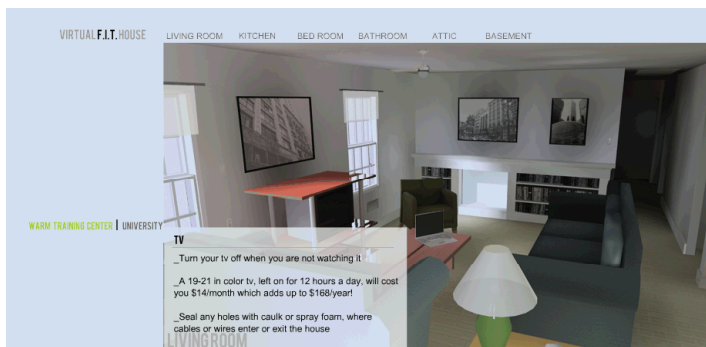 VIRTUAL F.I.T. HOUSE
LIVING ROOM KITCHEN BED ROOM BATHROOM ATTIC BASEMENT
WARM TRAINING CENTER | UNIVERSITY
TV
_Turn your tv off when you are not watching it
_A 19-21 in color tv, left on for 12 hours a day, will cost
you $14/month which adds up to $168/year!
_Seal any holes with caulk or spray foam, where
cables or wires enter or exit the house
LIVING ROOM